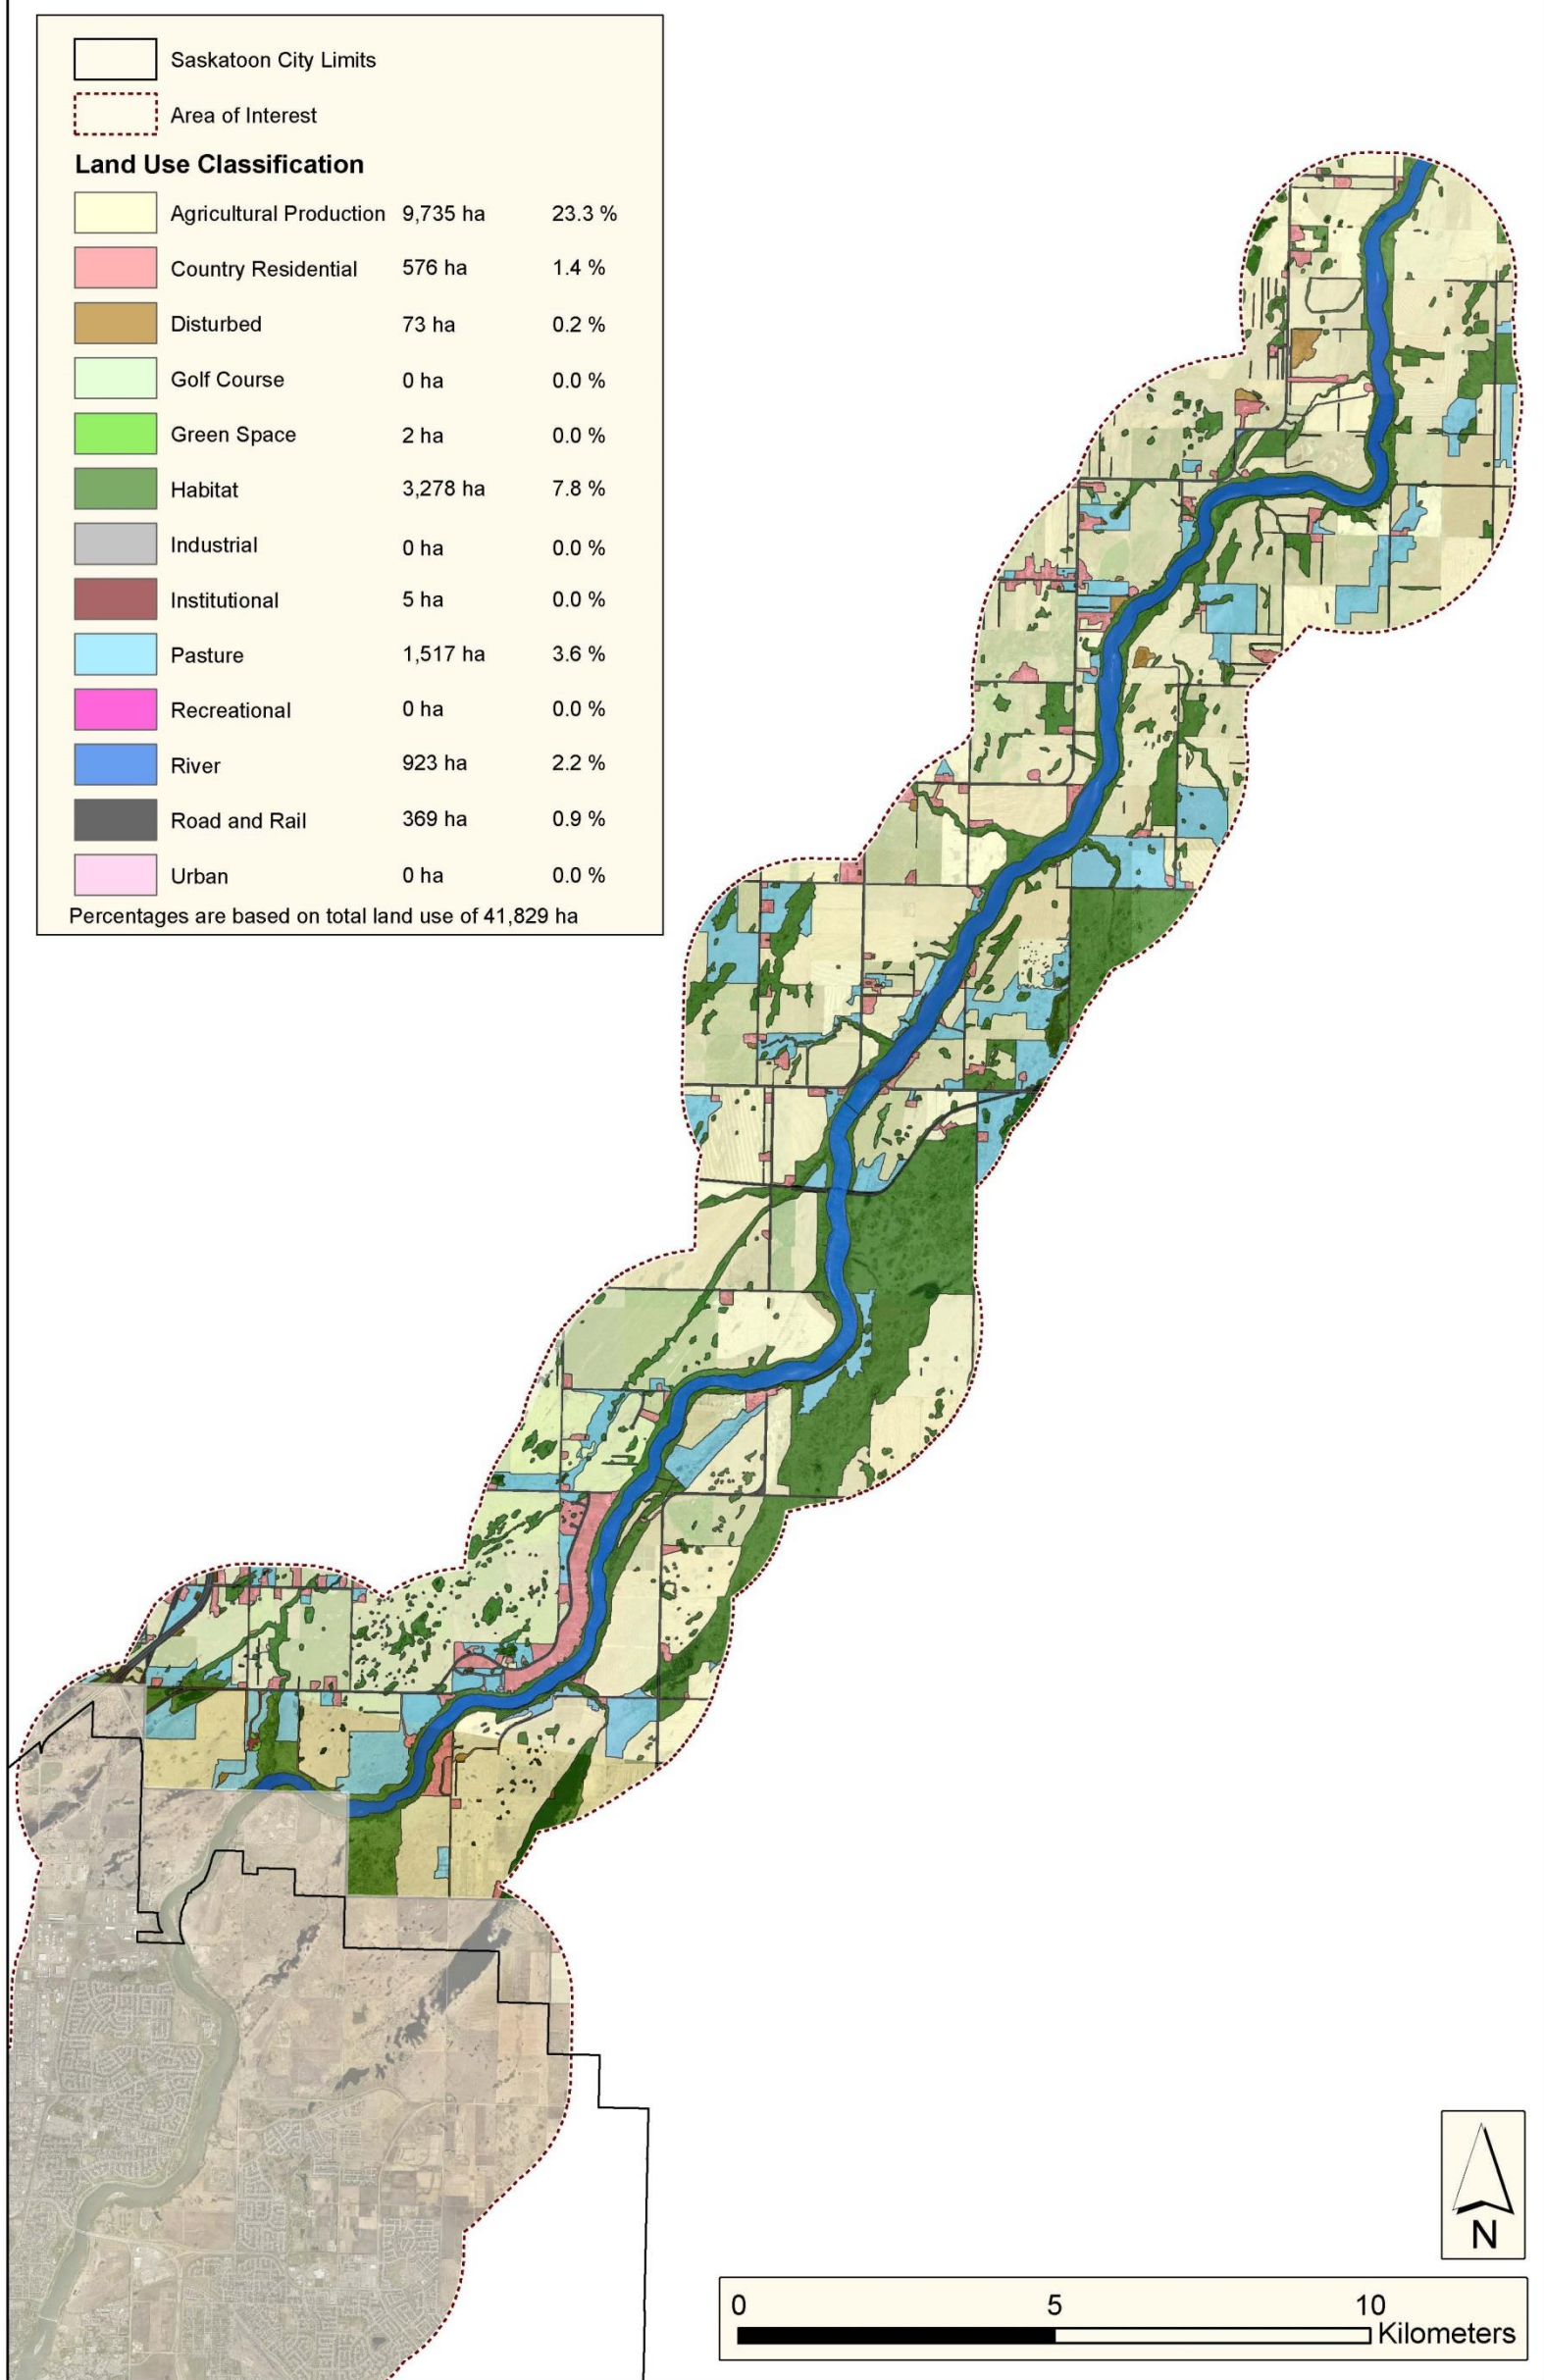 Saskatoon City Limits
Area of Interest
Land Use Classification
Agricultural Production 9,735 ha 23.3 %
Country Residential 576 ha 1.4 %
Disturbed 73 ha 0.2 %
Golf Course 0 ha 0.0 %
Green Space 2 ha 0.0 %
Habitat 3,278 ha 7.8 %
Industrial 0 ha 0.0 %
Institutional 5 ha 0.0 %
Pasture 1,517 ha 3.6 %
Recreational 0 ha 0.0 %
River 923 ha 2.2 %
Road and Rail 369 ha 0.9 %
Urban 0 ha 0.0 %
Percentages are based on total land use of 41,829 ha
N
0 5 10
Kilometers